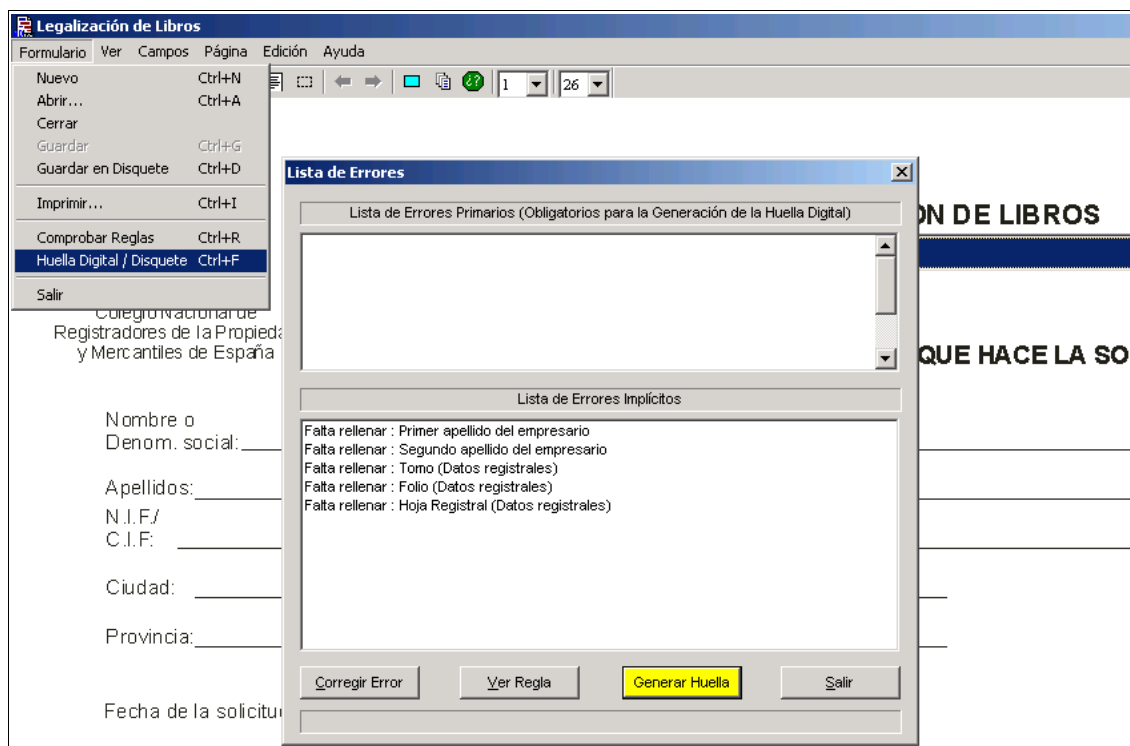 Legalización de Libros
Formulario Ver Campos Página Edición Ayuda
Nuevo Ctrl+N
Abrir... Ctrl+A
Cerrar
Guardar Ctrl+G
Guardar en Disquete Ctrl+D
Imprimir... Ctrl+I
Comprobar Reglas Ctrl+R
Huella Digital / Disquete Ctrl+F
Salir
1 26
ÓN DE LIBROS
Colegio Nacional de
Registradores de la Propieda
y Mercantiles de España
QUE HACE LA SO
Nombre o
Denom. social:
Apellidos:
N.I.F./
C.I.F:
Ciudad:
Provincia:
Fecha de la solicitu
Lista de Errores
Lista de Errores Primarios (Obligatorios para la Generación de la Huella Digital)
Lista de Errores Implícitos
Falta rellenar : Primer apellido del empresario
Falta rellenar : Segundo apellido del empresario
Falta rellenar : Tomo (Datos registrales)
Falta rellenar : Folio (Datos registrales)
Falta rellenar : Hoja Registral (Datos registrales)
Corregir Error Ver Regla Generar Huella Salir